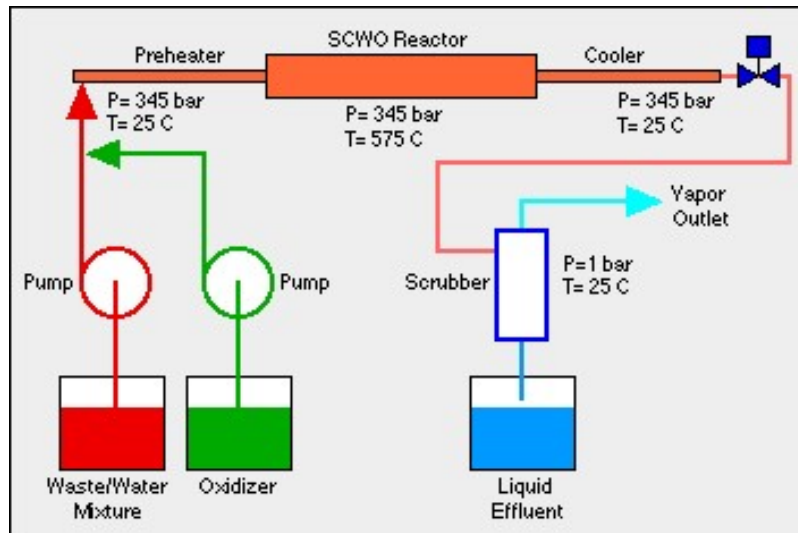 SCWO Reactor
Preheater
Cooler
P= 345 bar
T= 25 C
P= 345 bar
T= 575 C
P= 345 bar
T= 25 C
Vapor
Outlet
Pump
Pump
Scrubber
P=1 bar
T= 25 C
Waste/Water
Mixture
Oxidizer
Liquid
Effluent